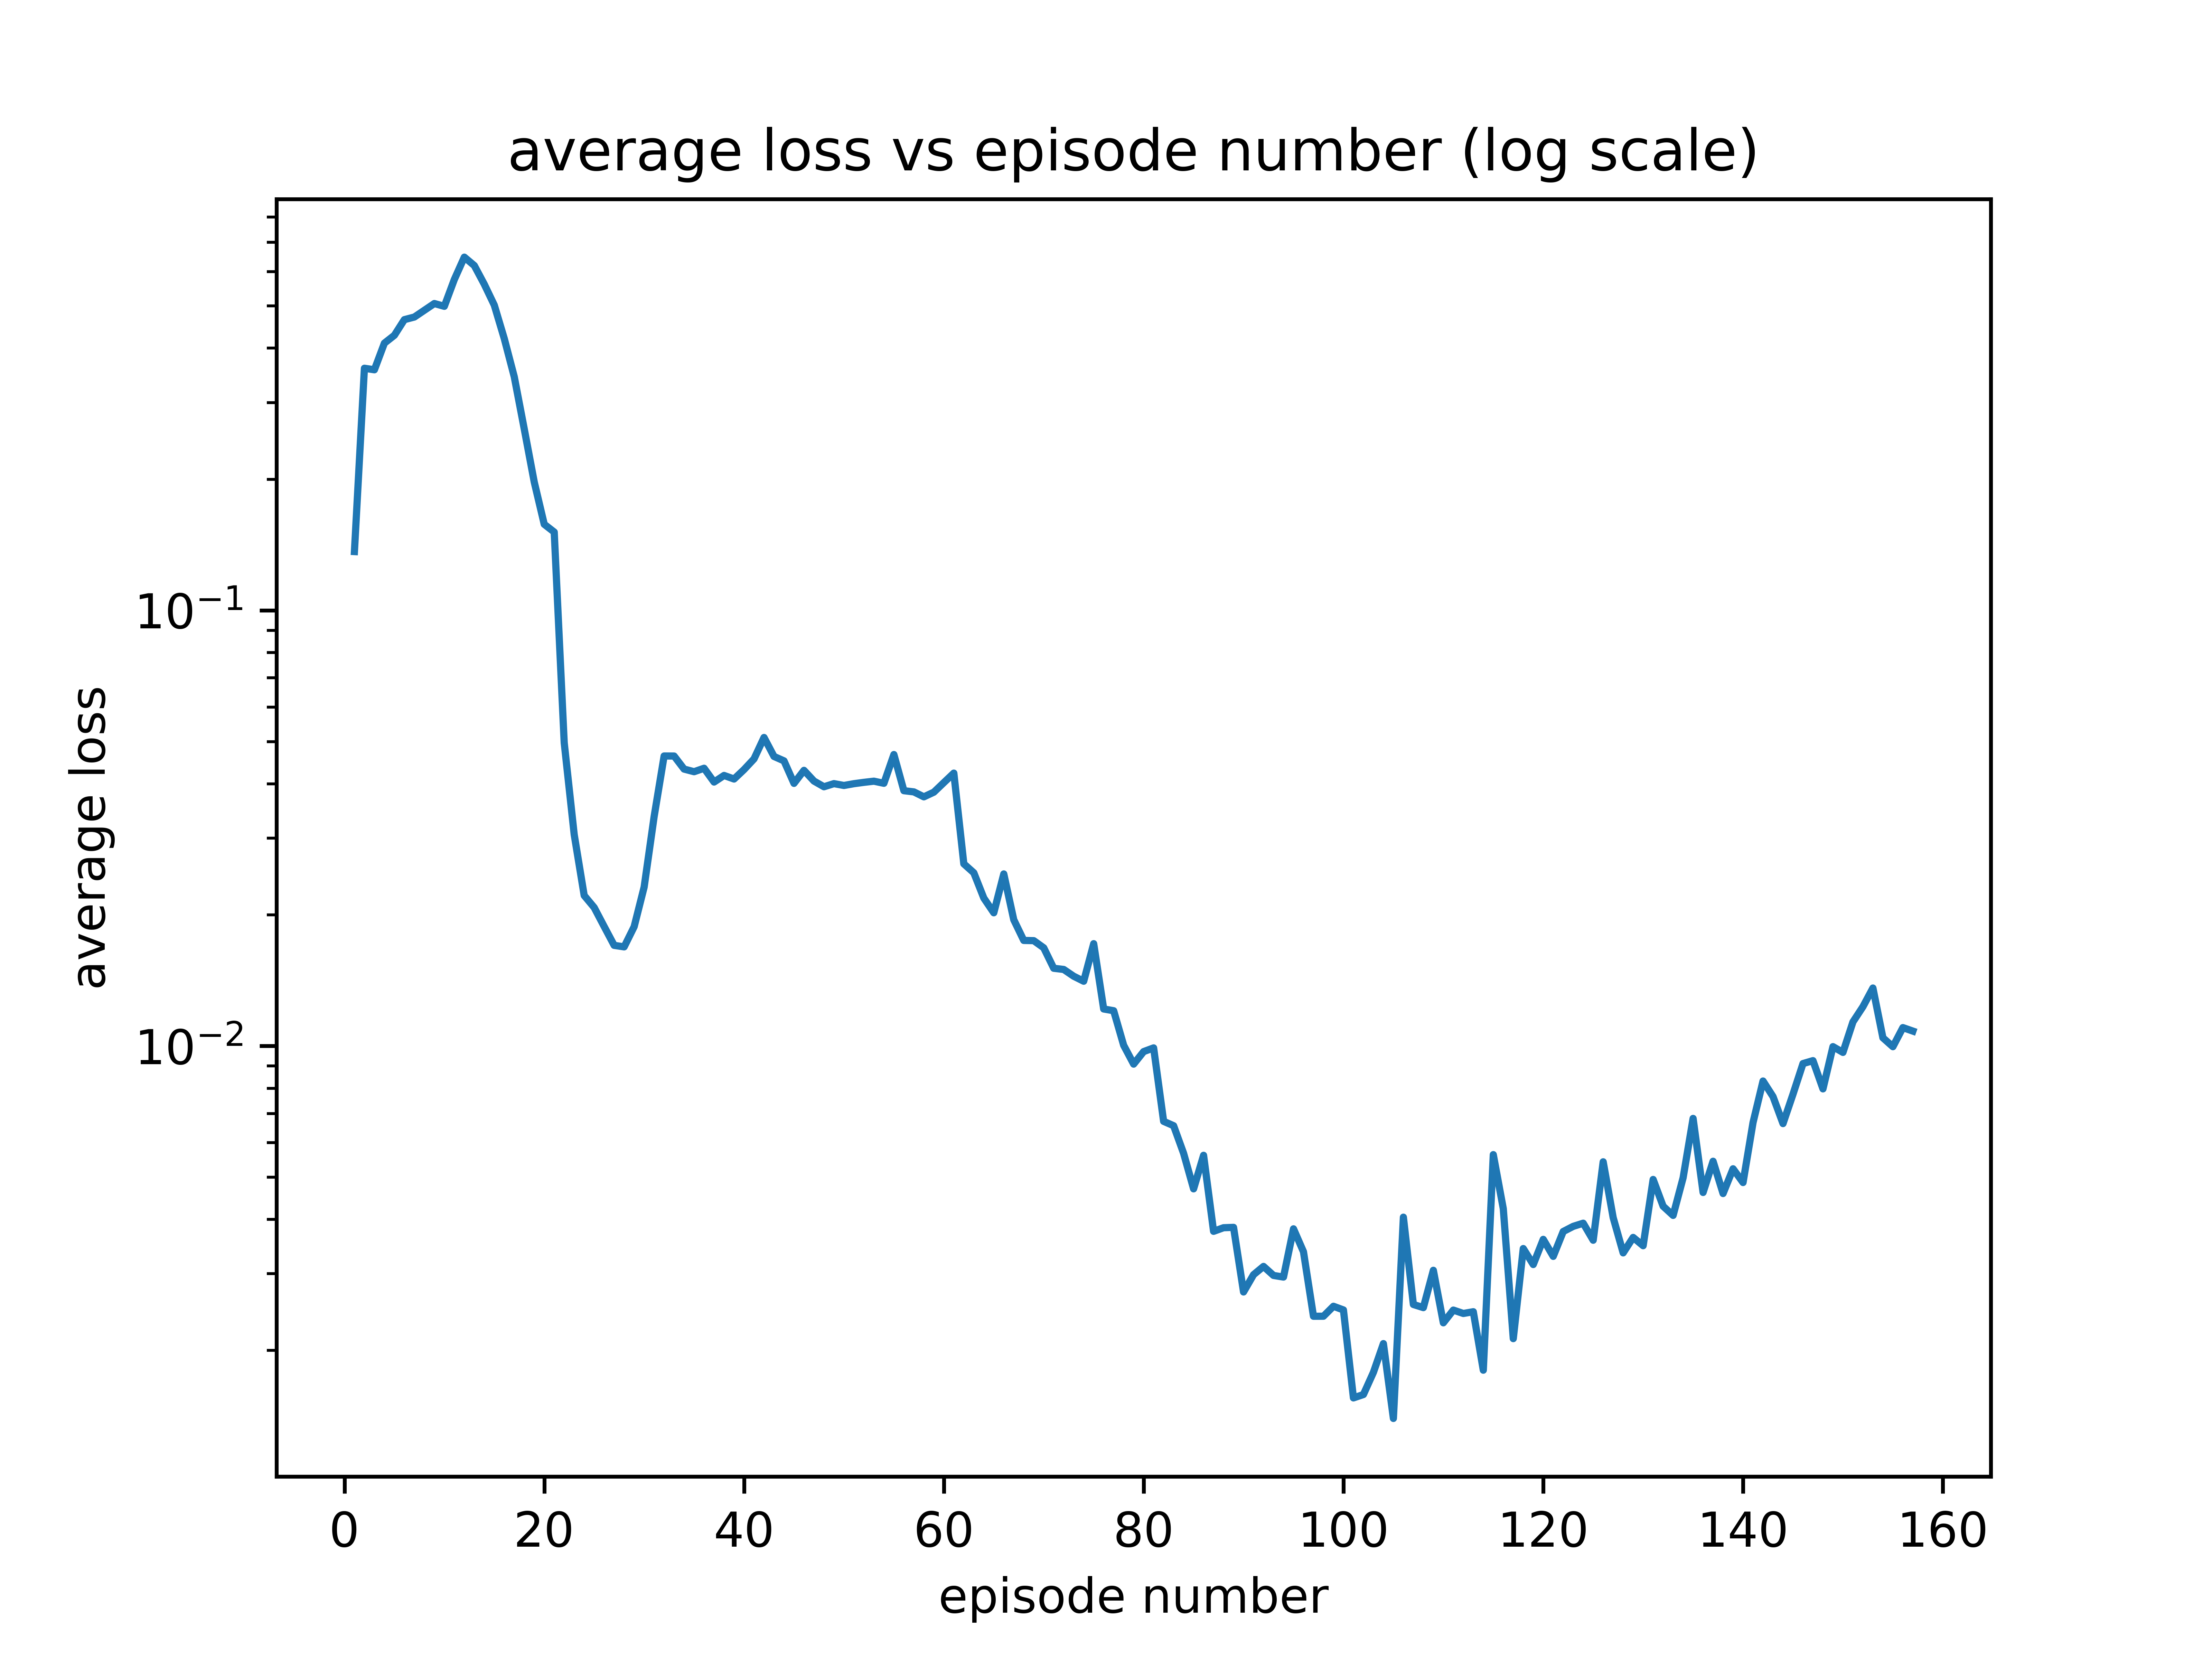 average loss vs episode number (log scale)
average loss
10⁻¹
10⁻²
0 20 40 60 80 100 120 140 160
episode number